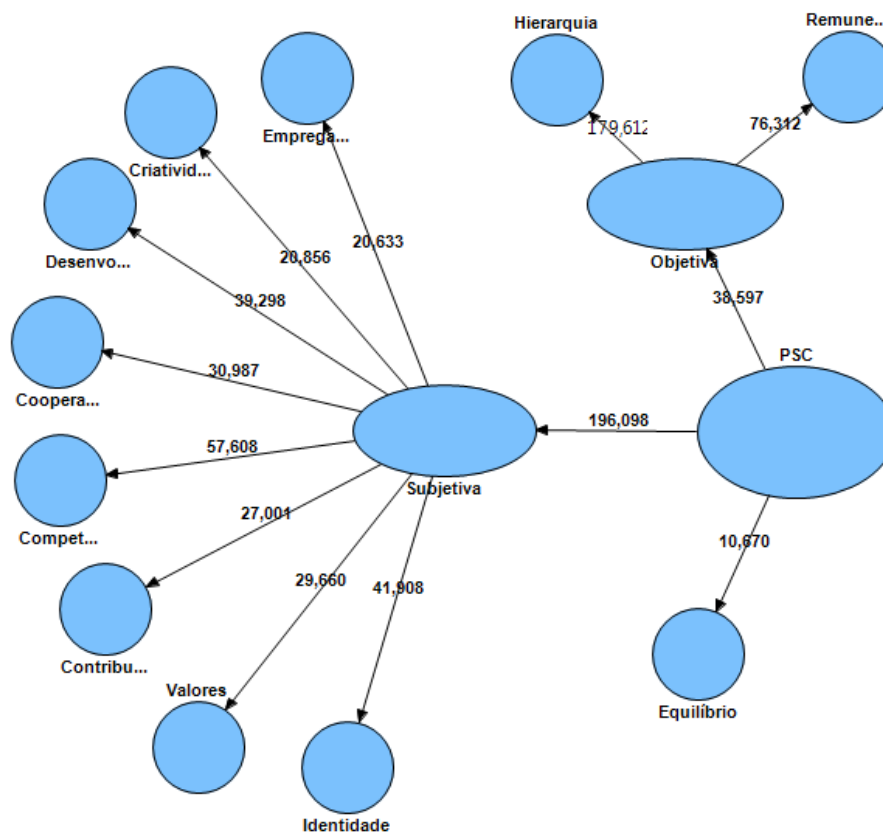 Hierarquia
Remune...
Emprega...
Criativid...
179,612
76,312
Desenvo...
20,633
20,856
Objetiva
39,298
38,597
Coopera...
30,987
PSC
57,608
196,098
Subjetiva
Compet...
27,001
10,670
29,660
41,908
Contribu...
Valores
Equilíbrio
Identidade